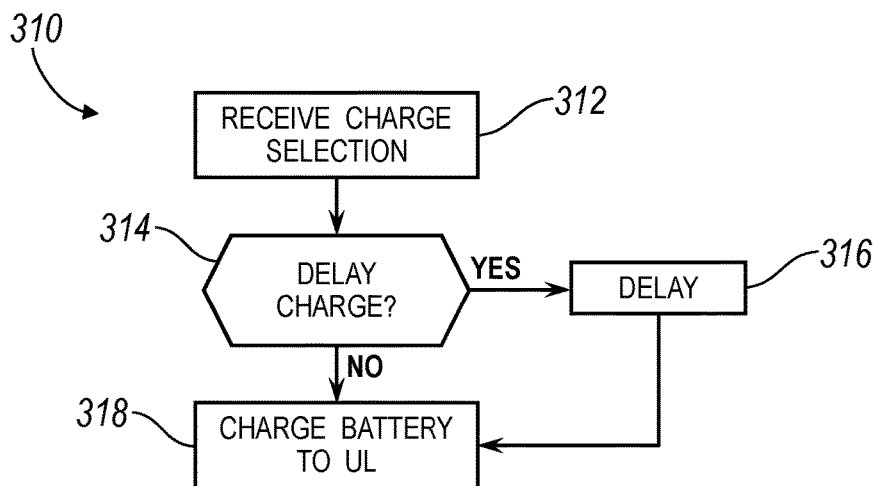 310
RECEIVE CHARGE
SELECTION
312
314
DELAY
CHARGE?
YES
DELAY
316
NO
318
CHARGE BATTERY
TO UL